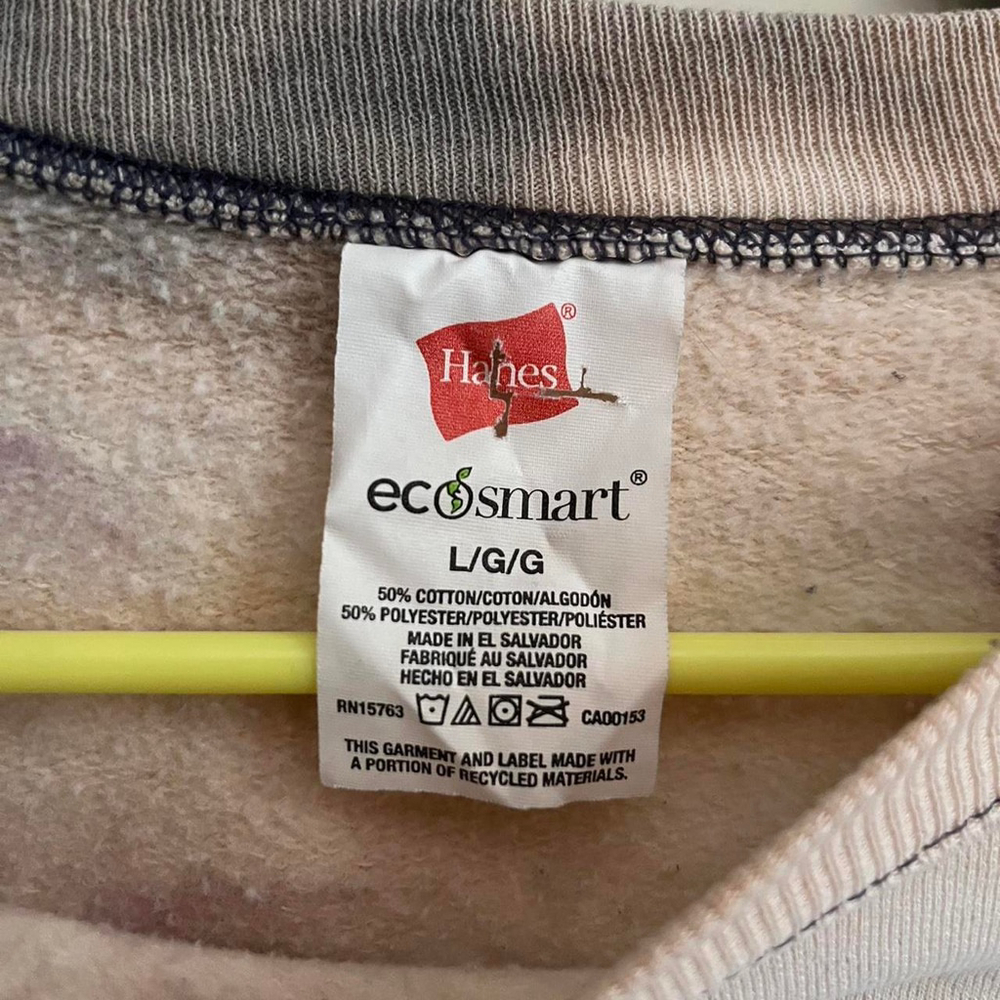 Hanes®
ecosmart®
L/G/G
50% COTTON/COTON/ALGODÓN
50% POLYESTER/POLYESTER/POLIÉSTER
MADE IN EL SALVADOR
FABRIQUÉ AU SALVADOR
HECHO EN EL SALVADOR
RN15763 CA00153
THIS GARMENT AND LABEL MADE WITH
A PORTION OF RECYCLED MATERIALS.